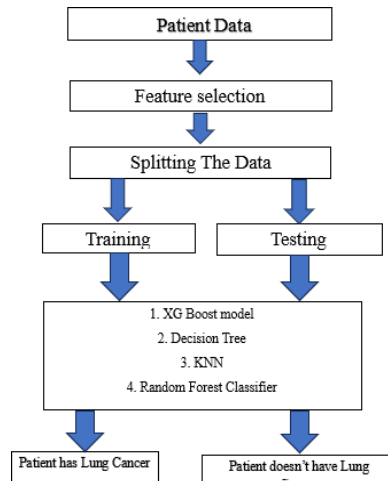 Patient Data
Feature selection
Splitting The Data
Training
Testing
1. XG Boost model
2. Decision Tree
3. KNN
4. Random Forest Classifier
Patient has Lung Cancer
Patient doesn’t have Lung